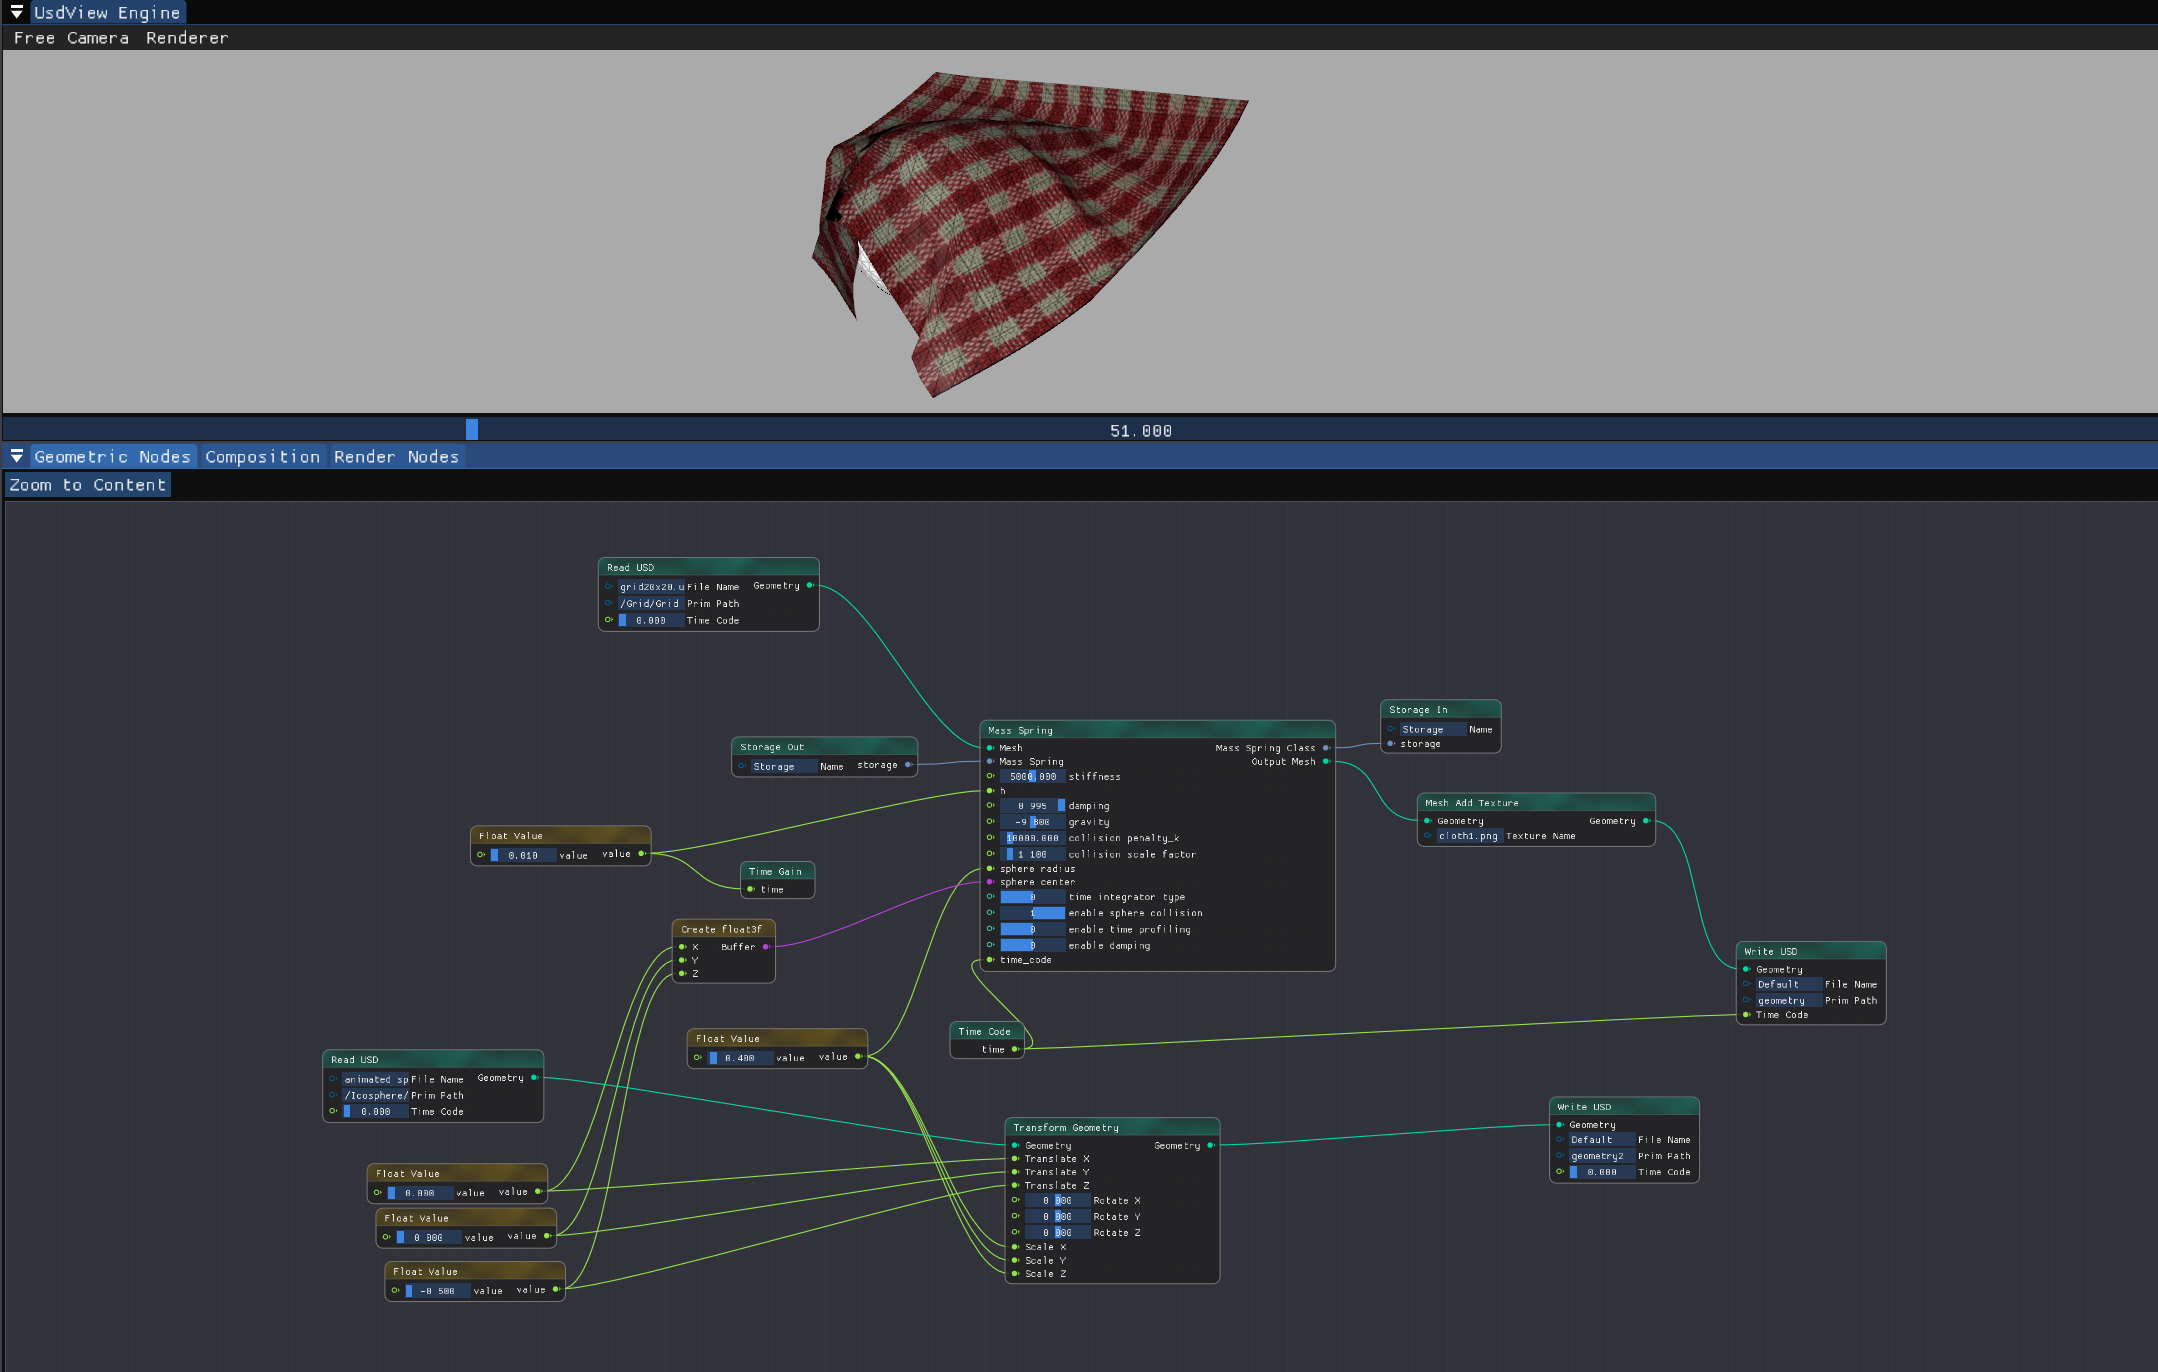 UsdView Engine
Free Camera Renderer
51.000
Geometric Nodes Composition Render Nodes
Zoom to Content
Read USD
grid20x20.u File Name Geometry
/Grid/Grid Prim Path
0.000 Time Code
Storage Out
Storage Name storage
Mass Spring
Mesh Mass Spring Class
Mass Spring Output Mesh
5000.000 stiffness
h
0.995 damping
-9.800 gravity
10000.000 collision penalty_k
1.100 collision scale factor
sphere radius
sphere center
0 time integrator type
1 enable sphere collision
0 enable time profiling
0 enable damping
time_code
Storage In
Storage Name
storage
Mesh Add Texture
Geometry Geometry
cloth1.png Texture Name
Float Value
0.010 value value
Time Gain
time
Create float3f
X Buffer
Y
Z
Write USD
Geometry
Default File Name
geometry Prim Path
Time Code
Float Value
0.400 value value
Time Code
time
Read USD
animated sp File Name Geometry
/Icosphere/ Prim Path
0.000 Time Code
Transform Geometry
Geometry Geometry
Translate X
Translate Y
Translate Z
0.000 Rotate X
0.000 Rotate Y
0.000 Rotate Z
Scale X
Scale Y
Scale Z
Write USD
Geometry
Default File Name
geometry2 Prim Path
0.000 Time Code
Float Value
0.000 value value
Float Value
0.000 value value
Float Value
-0.500 value value